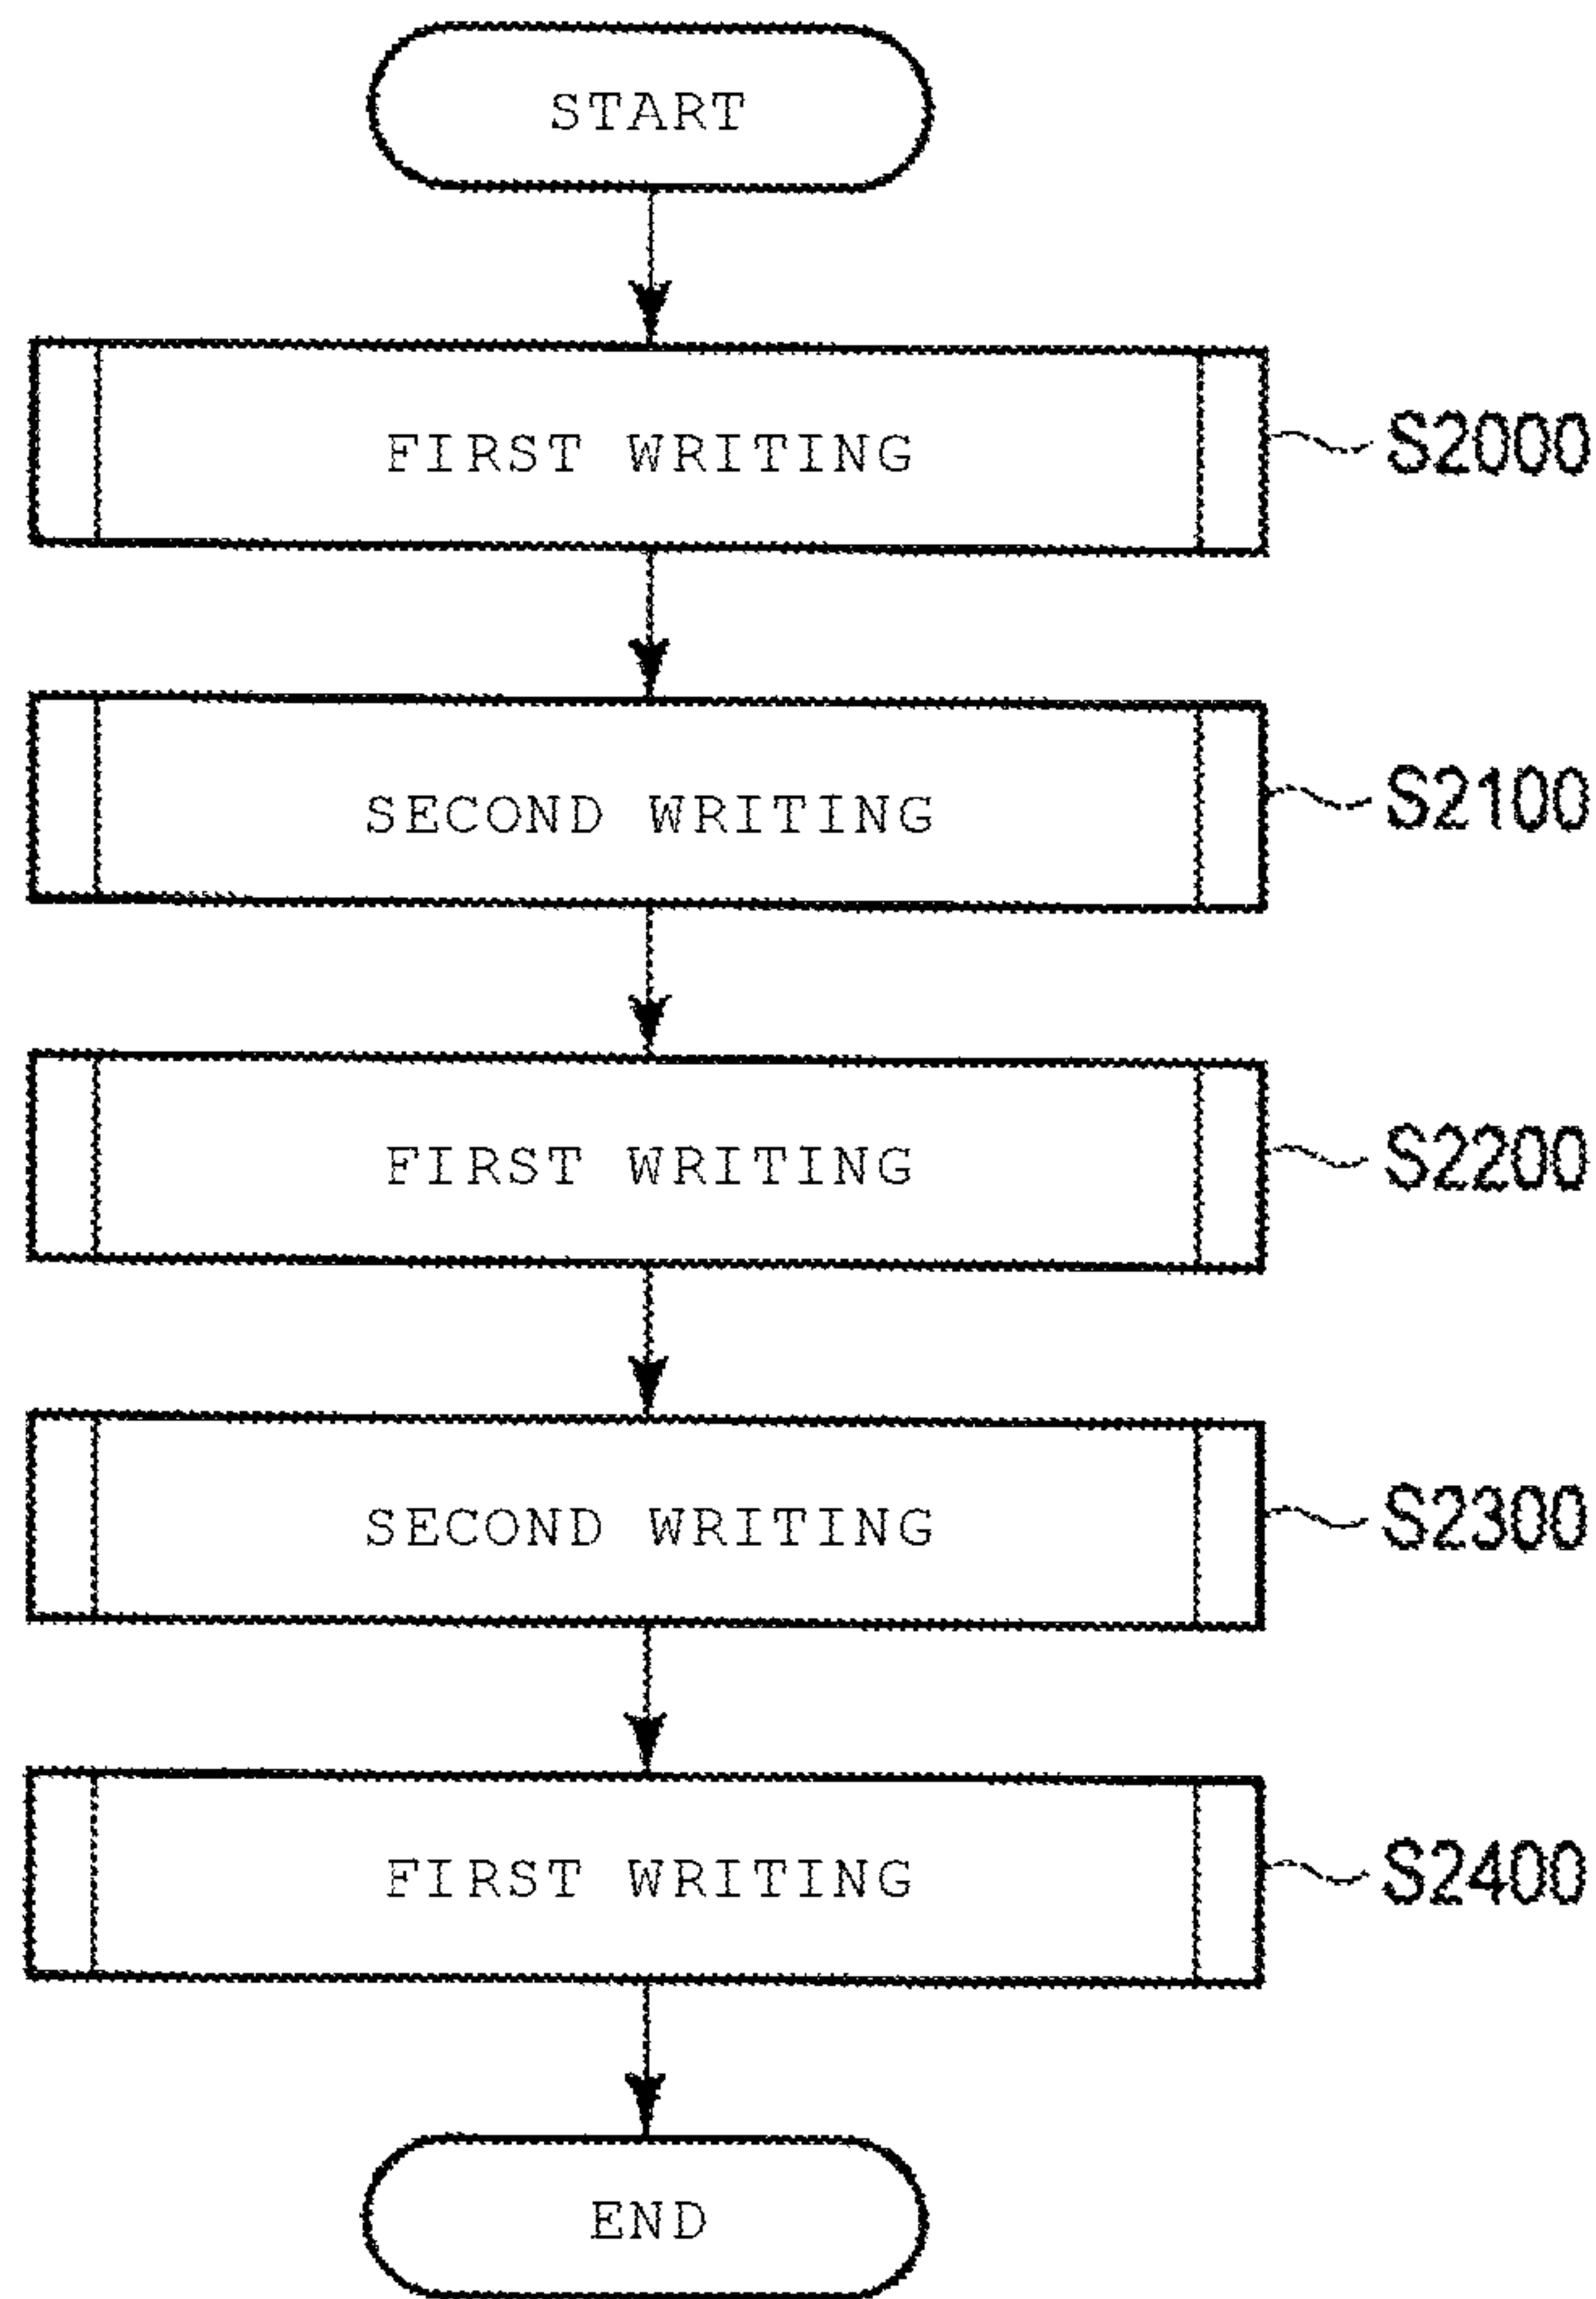 START
FIRST WRITING
S2000
SECOND WRITING
S2100
FIRST WRITING
S2200
SECOND WRITING
S2300
FIRST WRITING
S2400
END